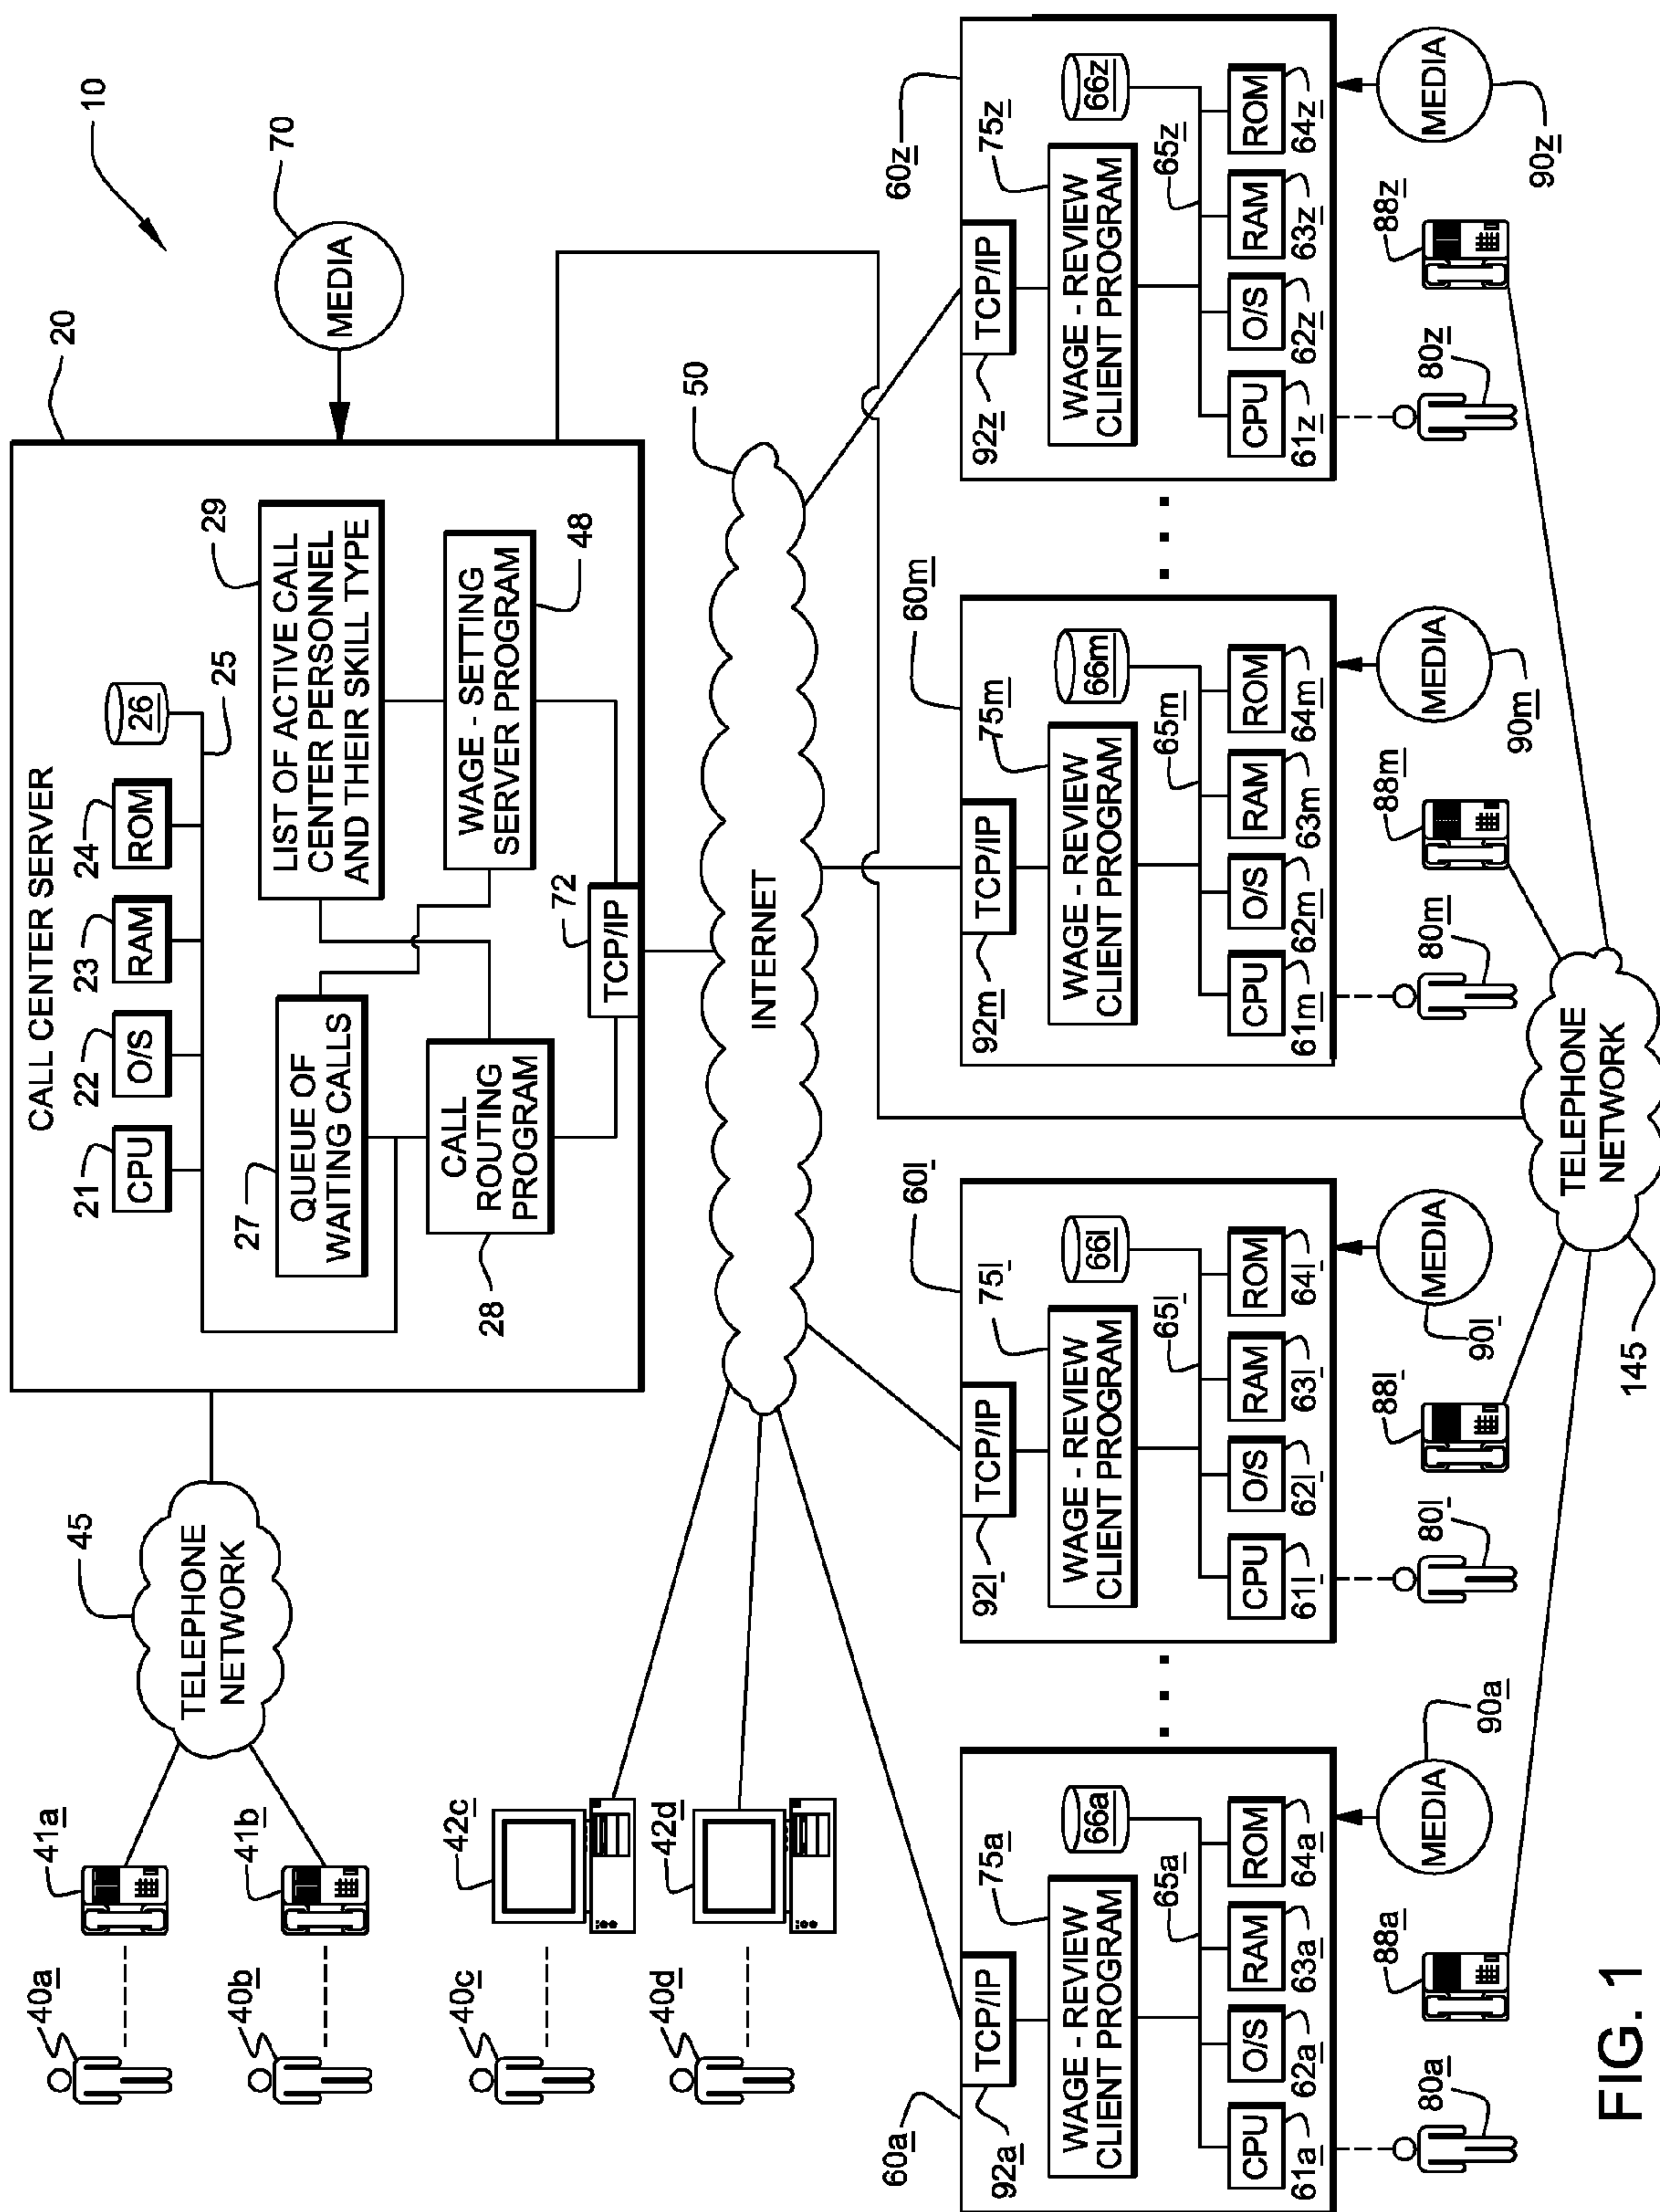 10
CALL CENTER SERVER
20
21
CPU
22
O/S
23
RAM
24
ROM
26
25
70
MEDIA
27
QUEUE OF
WAITING CALLS
29
LIST OF ACTIVE CALL
CENTER PERSONNEL
AND THEIR SKILL TYPE
28
CALL
ROUTING
PROGRAM
WAGE - SETTING
SERVER PROGRAM
48
72
TCP/IP
45
TELEPHONE
NETWORK
40a
41a
40b
41b
40c
42c
40d
42d
50
INTERNET
60a
92a
TCP/IP
75a
WAGE - REVIEW
CLIENT PROGRAM
66a
65a
CPU
O/S
RAM
ROM
61a
62a
63a
64a
80a
88a
MEDIA
90a
60l
92l
TCP/IP
75l
WAGE - REVIEW
CLIENT PROGRAM
66l
65l
CPU
O/S
RAM
ROM
61l
62l
63l
64l
80l
88l
MEDIA
90l
60m
92m
TCP/IP
75m
WAGE - REVIEW
CLIENT PROGRAM
66m
65m
CPU
O/S
RAM
ROM
61m
62m
63m
64m
80m
88m
MEDIA
90m
60z
92z
TCP/IP
75z
WAGE - REVIEW
CLIENT PROGRAM
66z
65z
CPU
O/S
RAM
ROM
61z
62z
63z
64z
80z
88z
MEDIA
90z
TELEPHONE
NETWORK
145
FIG. 1